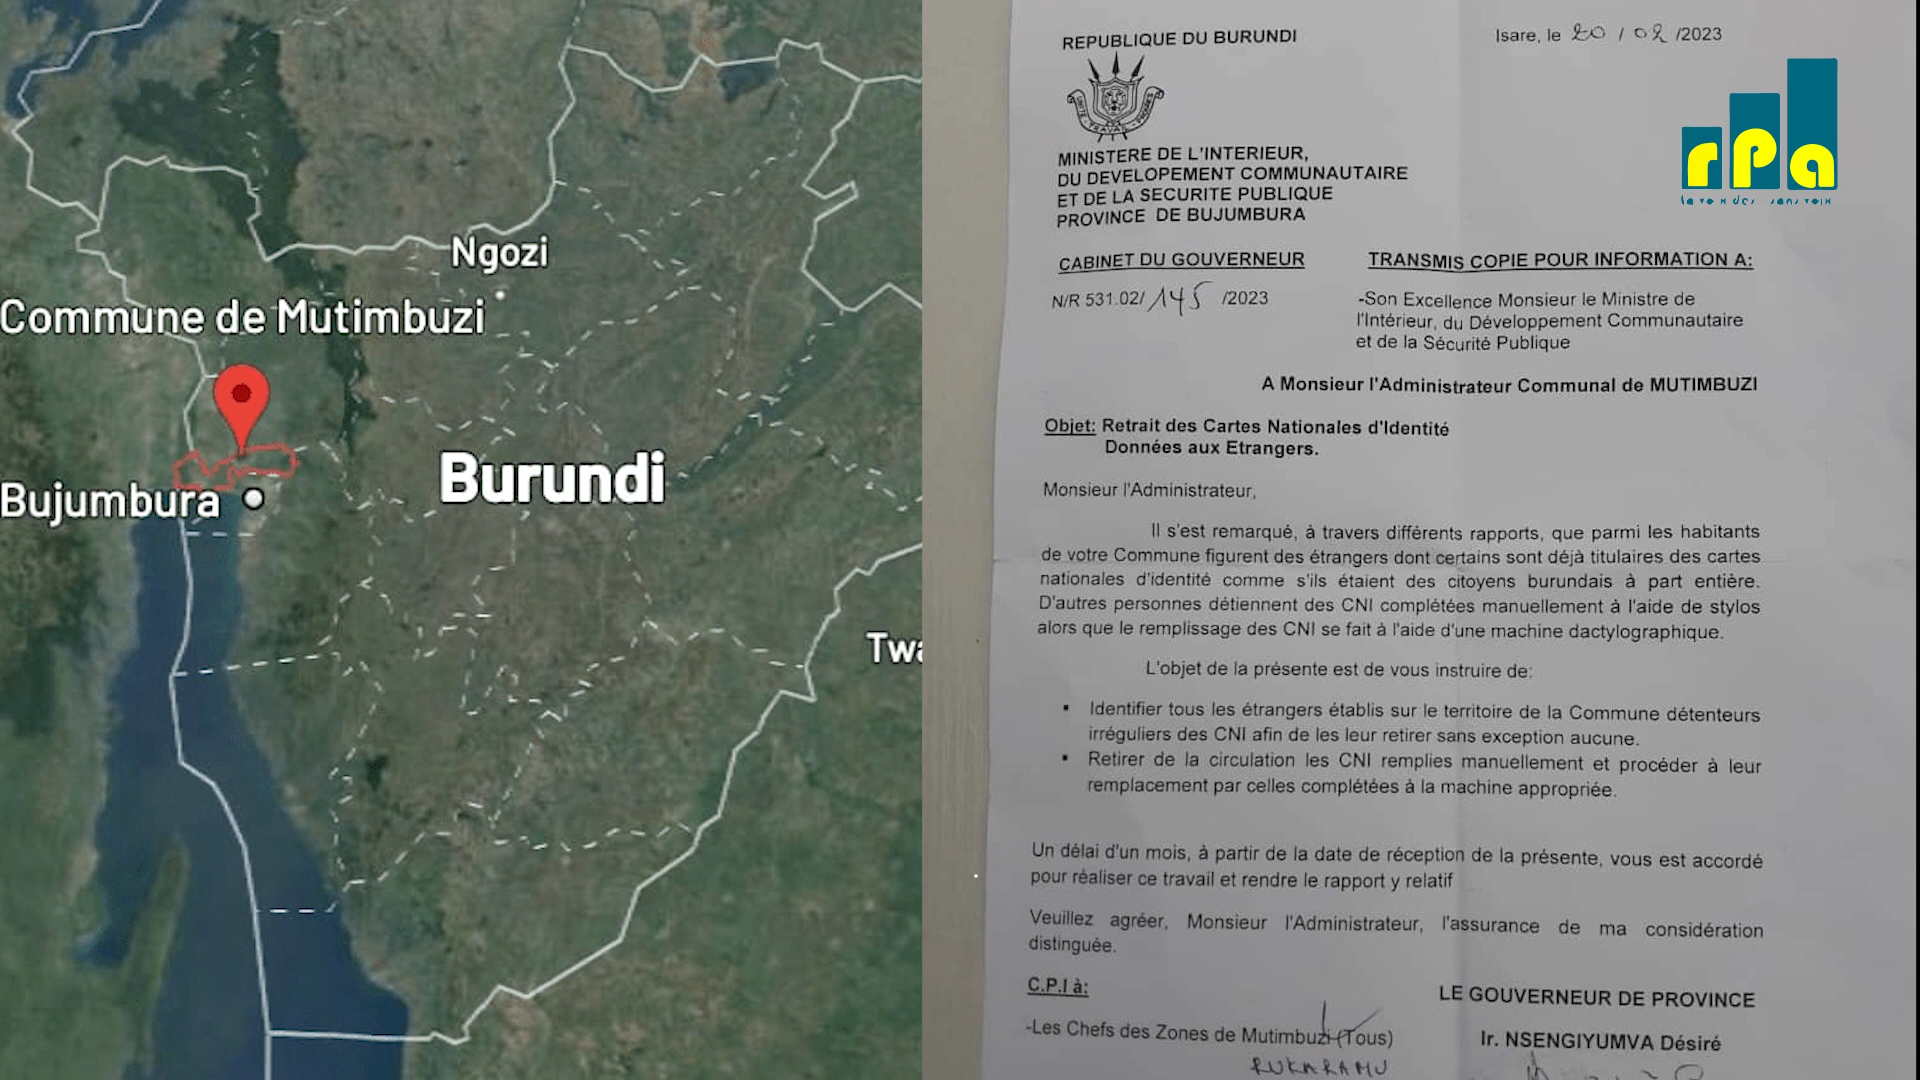 Ngozi
Commune de Mutimbuzi
Burundi
Bujumbura
REPUBLIQUE DU BURUNDI
Isare, le 20 / 02 /2023
rPa
la voix des sans voix
UNITE - TRAVAIL - PROGRES
MINISTERE DE L'INTERIEUR,
DU DEVELOPEMENT COMMUNAUTAIRE
ET DE LA SECURITE PUBLIQUE
PROVINCE DE BUJUMBURA
CABINET DU GOUVERNEUR
TRANSMIS COPIE POUR INFORMATION A:
N/R 531.02/ 145 /2023
-Son Excellence Monsieur le Ministre de
l'Intérieur, du Développement Communautaire
et de la Sécurité Publique
A Monsieur l'Administrateur Communal de MUTIMBUZI
Objet: Retrait des Cartes Nationales d'Identité
Données aux Etrangers.
Monsieur l'Administrateur,
Il s'est remarqué, à travers différents rapports, que parmi les habitants
de votre Commune figurent des étrangers dont certains sont déjà titulaires des cartes
nationales d'identité comme s'ils étaient des citoyens burundais à part entière.
D'autres personnes détiennent des CNI complétées manuellement à l'aide de stylos
alors que le remplissage des CNI se fait à l'aide d'une machine dactylographique.
L'objet de la présente est de vous instruire de:
▪ Identifier tous les étrangers établis sur le territoire de la Commune détenteurs
irréguliers des CNI afin de les leur retirer sans exception aucune.
▪ Retirer de la circulation les CNI remplies manuellement et procéder à leur
remplacement par celles complétées à la machine appropriée.
Un délai d'un mois, à partir de la date de réception de la présente, vous est accordé
pour réaliser ce travail et rendre le rapport y relatif
Veuillez agréer, Monsieur l'Administrateur, l'assurance de ma considération
distinguée.
C.P.I à:
LE GOUVERNEUR DE PROVINCE
-Les Chefs des Zones de Mutimbuzi (Tous)
Ir. NSENGIYUMVA Désiré
RUKARAMU